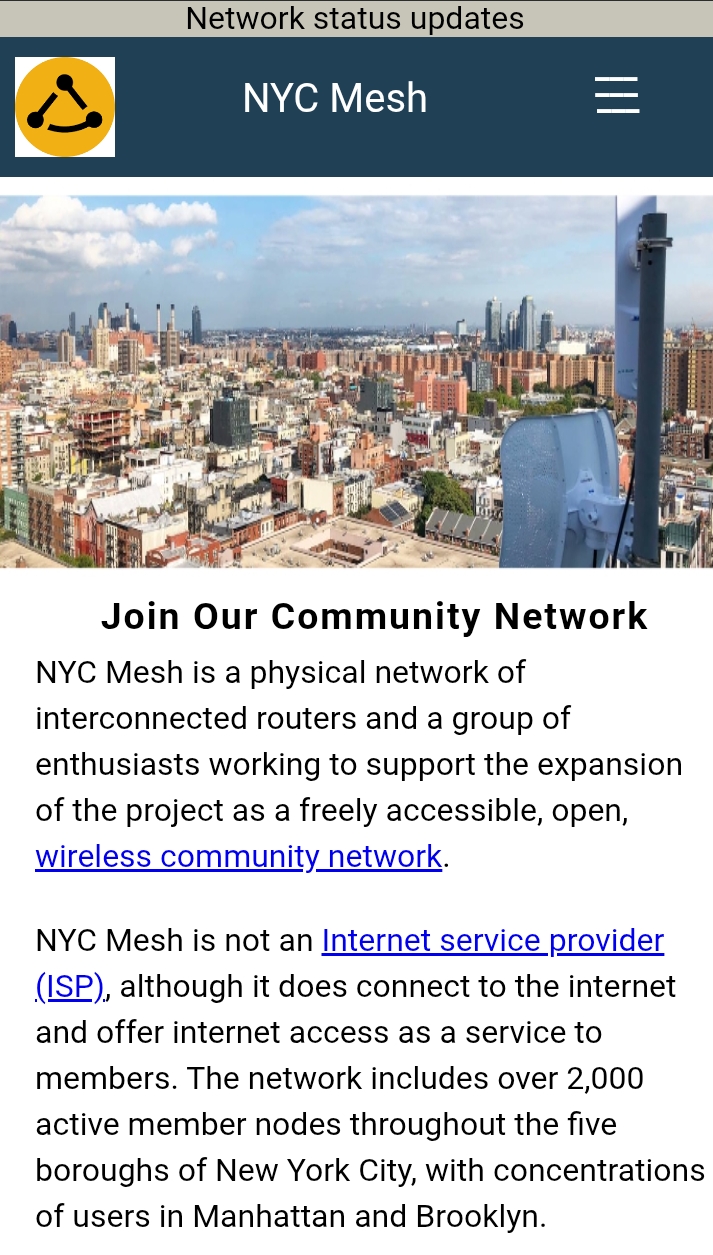 Network status updates
NYC Mesh
Join Our Community Network
NYC Mesh is a physical network of
interconnected routers and a group of
enthusiasts working to support the expansion
of the project as a freely accessible, open,
wireless community network.
NYC Mesh is not an Internet service provider
(ISP), although it does connect to the internet
and offer internet access as a service to
members. The network includes over 2,000
active member nodes throughout the five
boroughs of New York City, with concentrations
of users in Manhattan and Brooklyn.